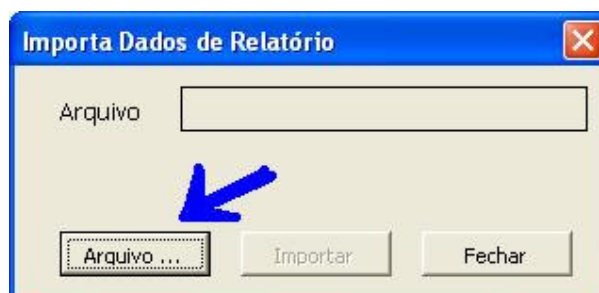 Importa Dados de Relatório
Arquivo
Arquivo ...
Importar
Fechar